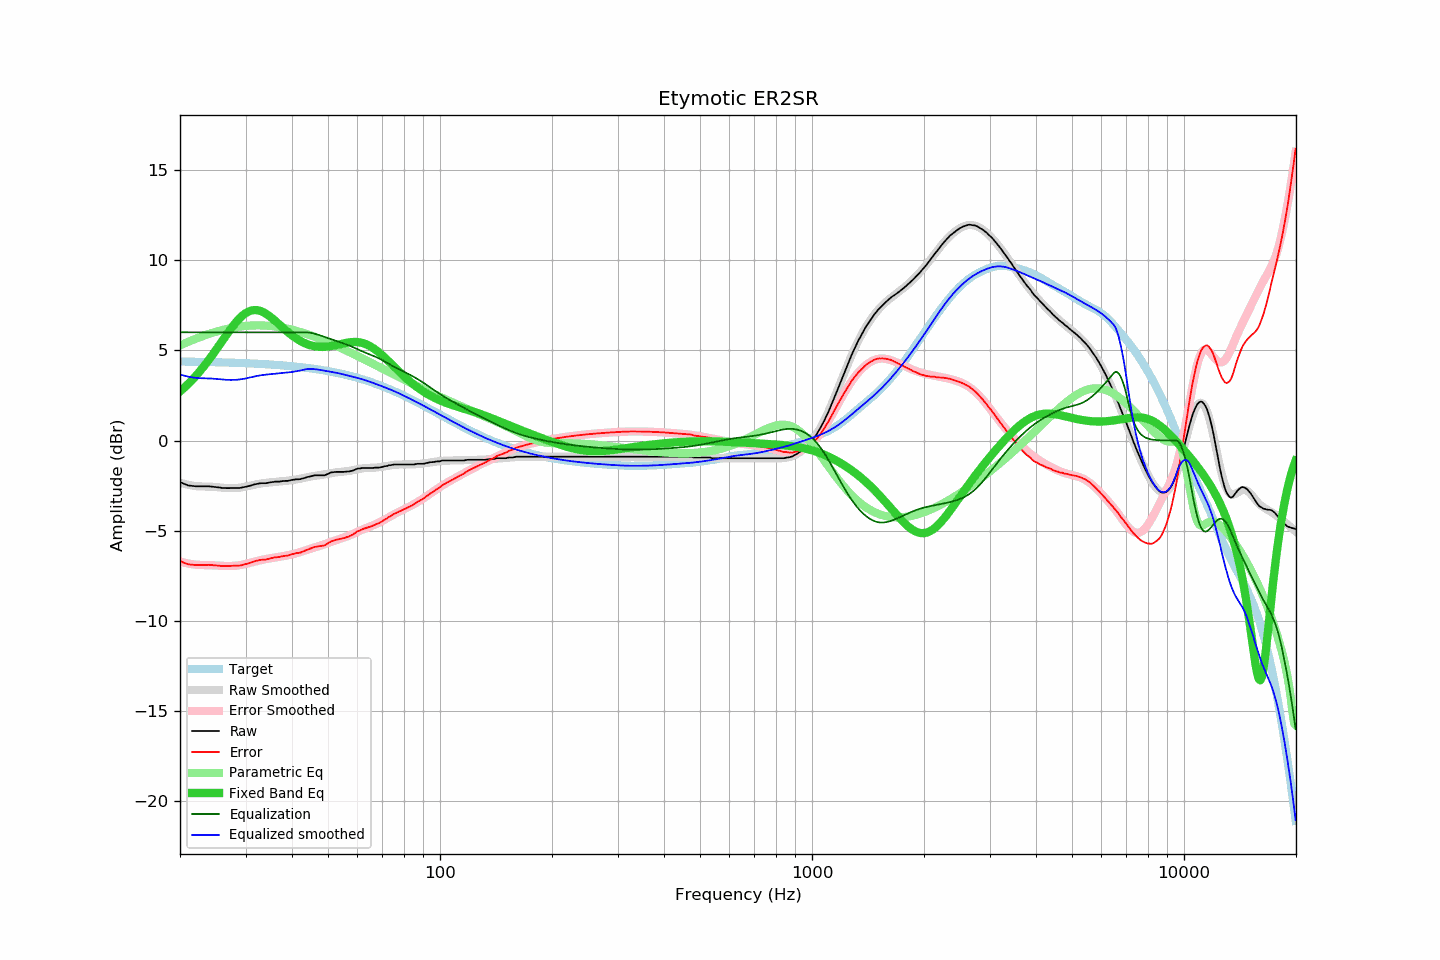 Etymotic ER2SR
Amplitude (dBr)
15
10
5
0
−5
−10
−15
−20
Target
Raw Smoothed
Error Smoothed
Raw
Error
Parametric Eq
Fixed Band Eq
Equalization
Equalized smoothed
100
1000
10000
Frequency (Hz)